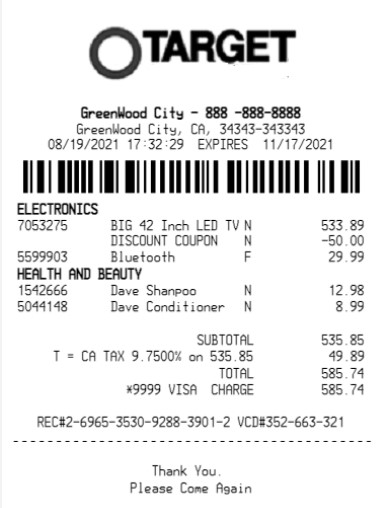 TARGET
GreenWood City - 888 -888-8888
GreenWood City, CA, 34343-343343
08/19/2021 17:32:29 EXPIRES 11/17/2021
ELECTRONICS
7053275 BIG 42 Inch LED TV N 533.89
DISCOUNT COUPON N -50.00
5599903 Bluetooth F 29.99
HEALTH AND BEAUTY
1542666 Dave Shanpoo N 12.98
5044148 Dave Conditioner N 8.99
SUBTOTAL 535.85
T = CA TAX 9.7500% on 535.85 49.89
TOTAL 585.74
*9999 VISA CHARGE 585.74
REC#2-6965-3530-9288-3901-2 VCD#352-663-321
Thank You.
Please Come Again